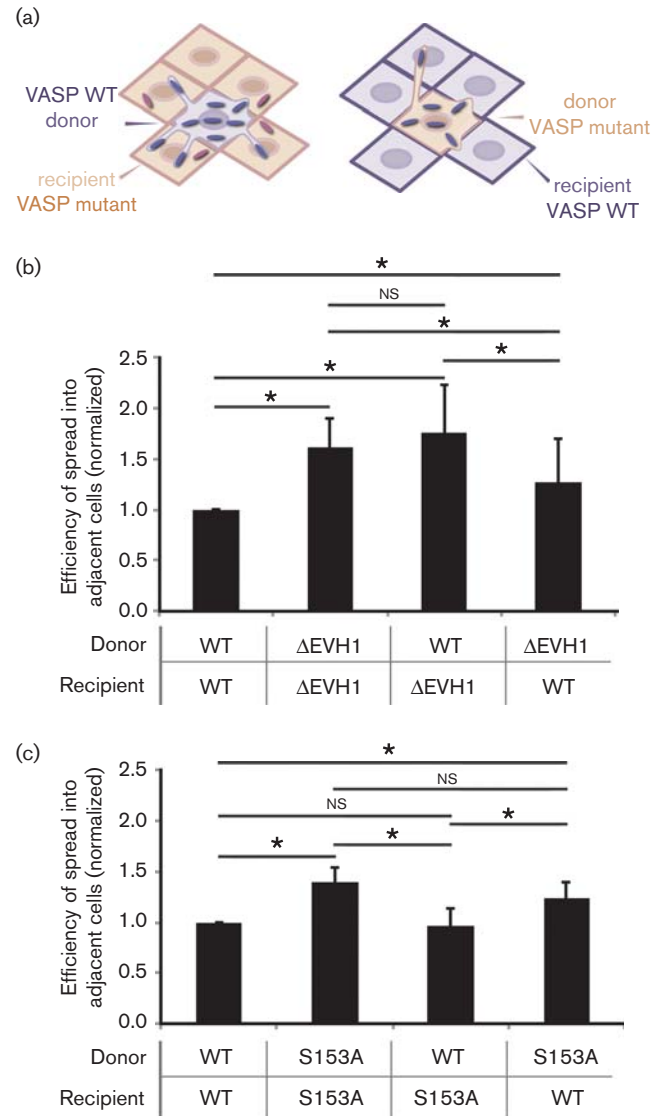 (a)
VASP WT
donor
recipient
VASP mutant
donor
VASP mutant
recipient
VASP WT
(b)
*
NS
*
*
*
*
2.5
2.0
1.5
1.0
0.5
0.0
Efficiency of spread into
adjacent cells (normalized)
Donor WT ΔEVH1 WT ΔEVH1
Recipient WT ΔEVH1 ΔEVH1 WT
(c)
*
NS
NS
*
*
*
2.5
2.0
1.5
1.0
0.5
0.0
Efficiency of spread into
adjacent cells (normalized)
Donor WT S153A WT S153A
Recipient WT S153A S153A WT